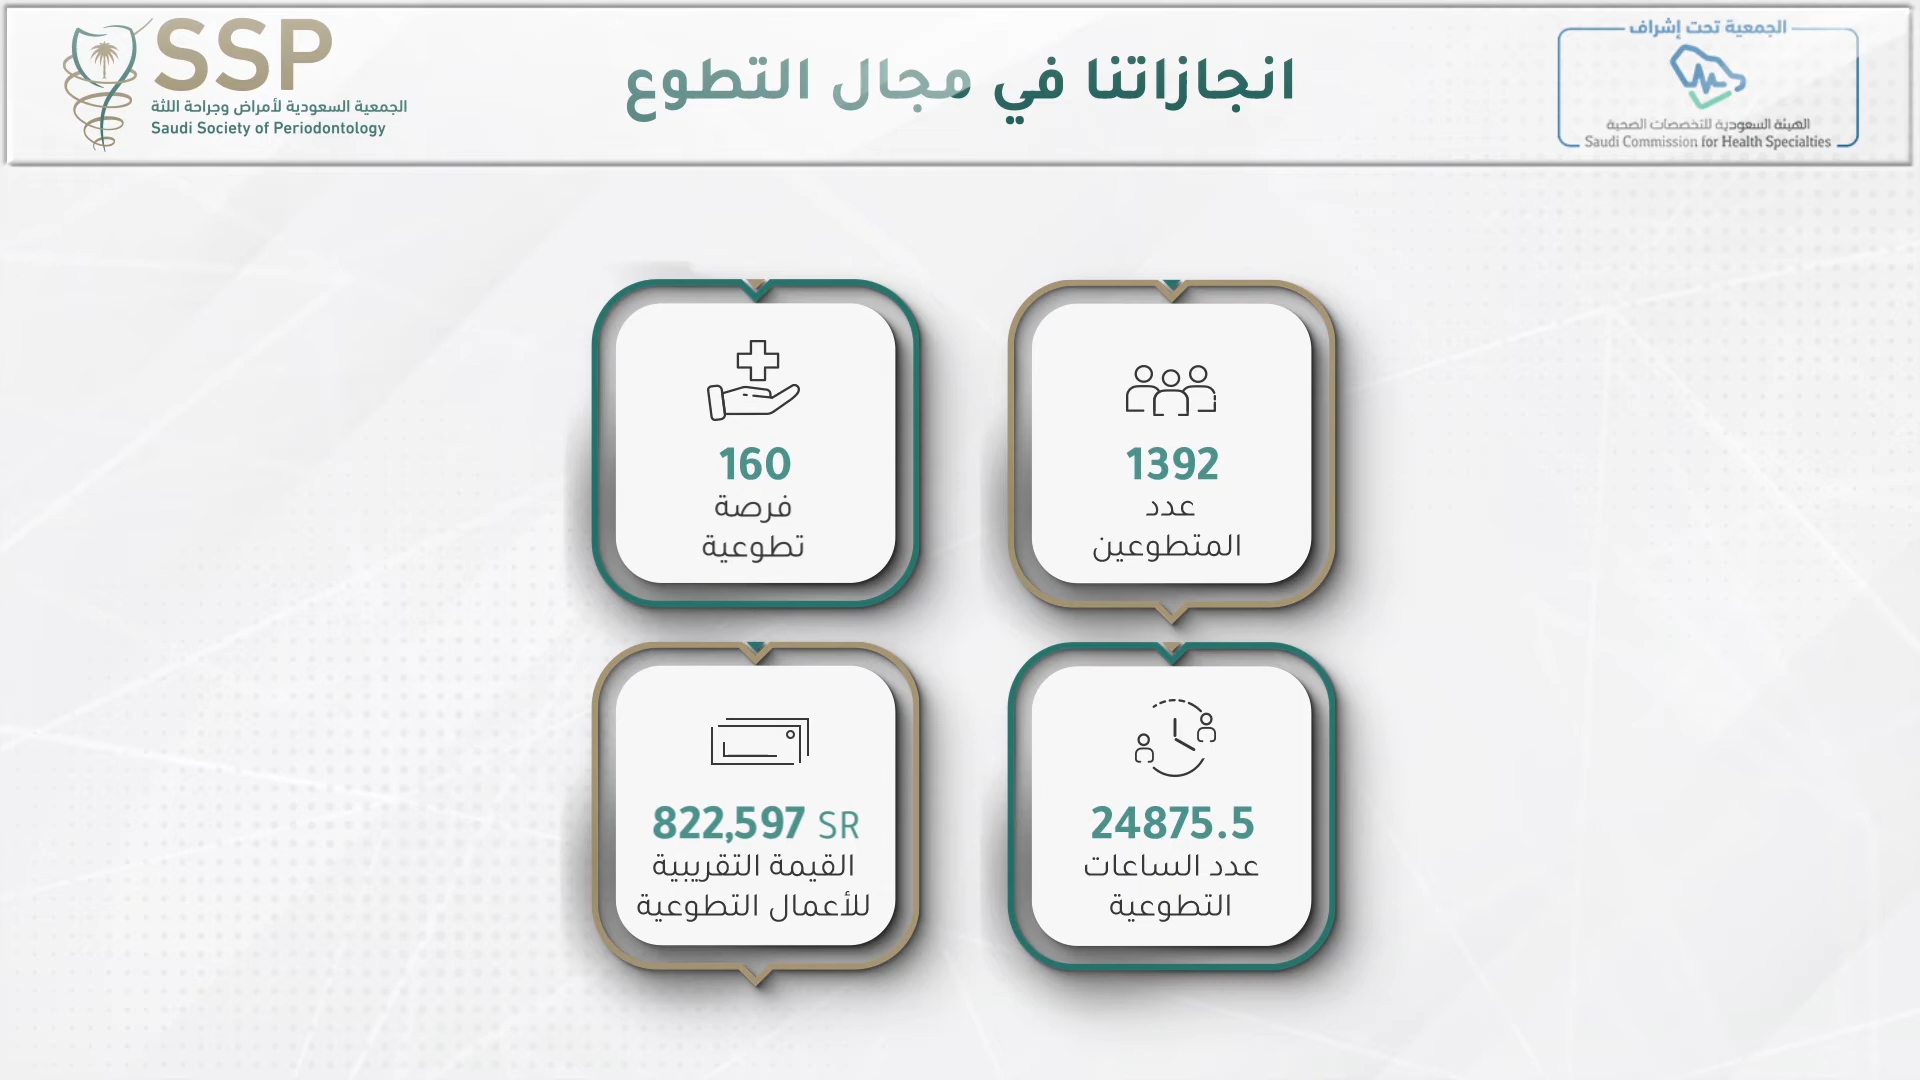 الجمعية تحت إشراف
الهيئة السعودية للتخصصات الصحية
Saudi Commission for Health Specialties
انجازاتنا في مجال التطوع
SSP
الجمعية السعودية لأمراض وجراحة اللثة
Saudi Society of Periodontology
1392
عدد
المتطوعين
160
فرصة
تطوعية
24875.5
عدد الساعات
التطوعية
822,597 SR
القيمة التقريبية
للأعمال التطوعية